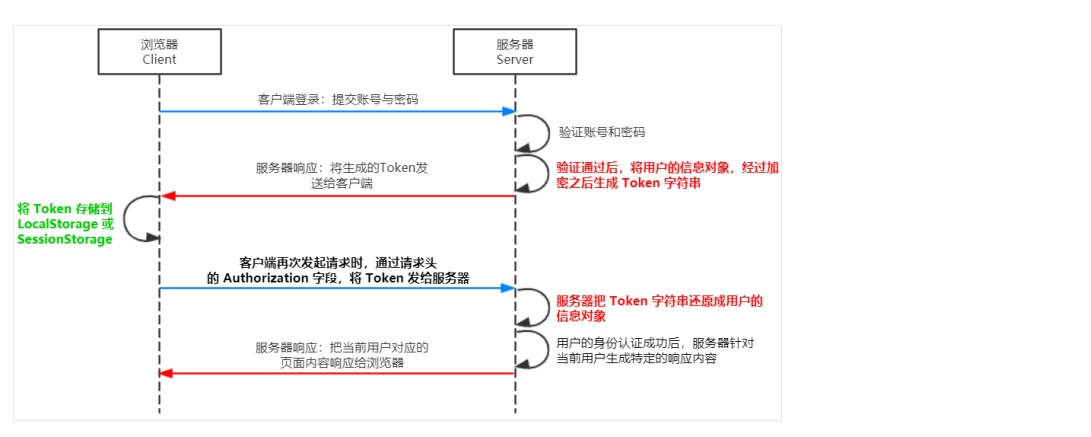 浏览器
Client
服务器
Server
客户端登录：提交账号与密码
验证账号和密码
验证通过后，将用户的信息对象，经过加
密之后生成 Token 字符串
服务器响应：将生成的Token发
送给客户端
将 Token 存储到
LocalStorage 或
SessionStorage
客户端再次发起请求时，通过请求头
的 Authorization 字段，将 Token 发给服务器
服务器把 Token 字符串还原成用户的
信息对象
用户的身份认证成功后，服务器针对
当前用户生成特定的响应内容
服务器响应：把当前用户对应的
页面内容响应给浏览器